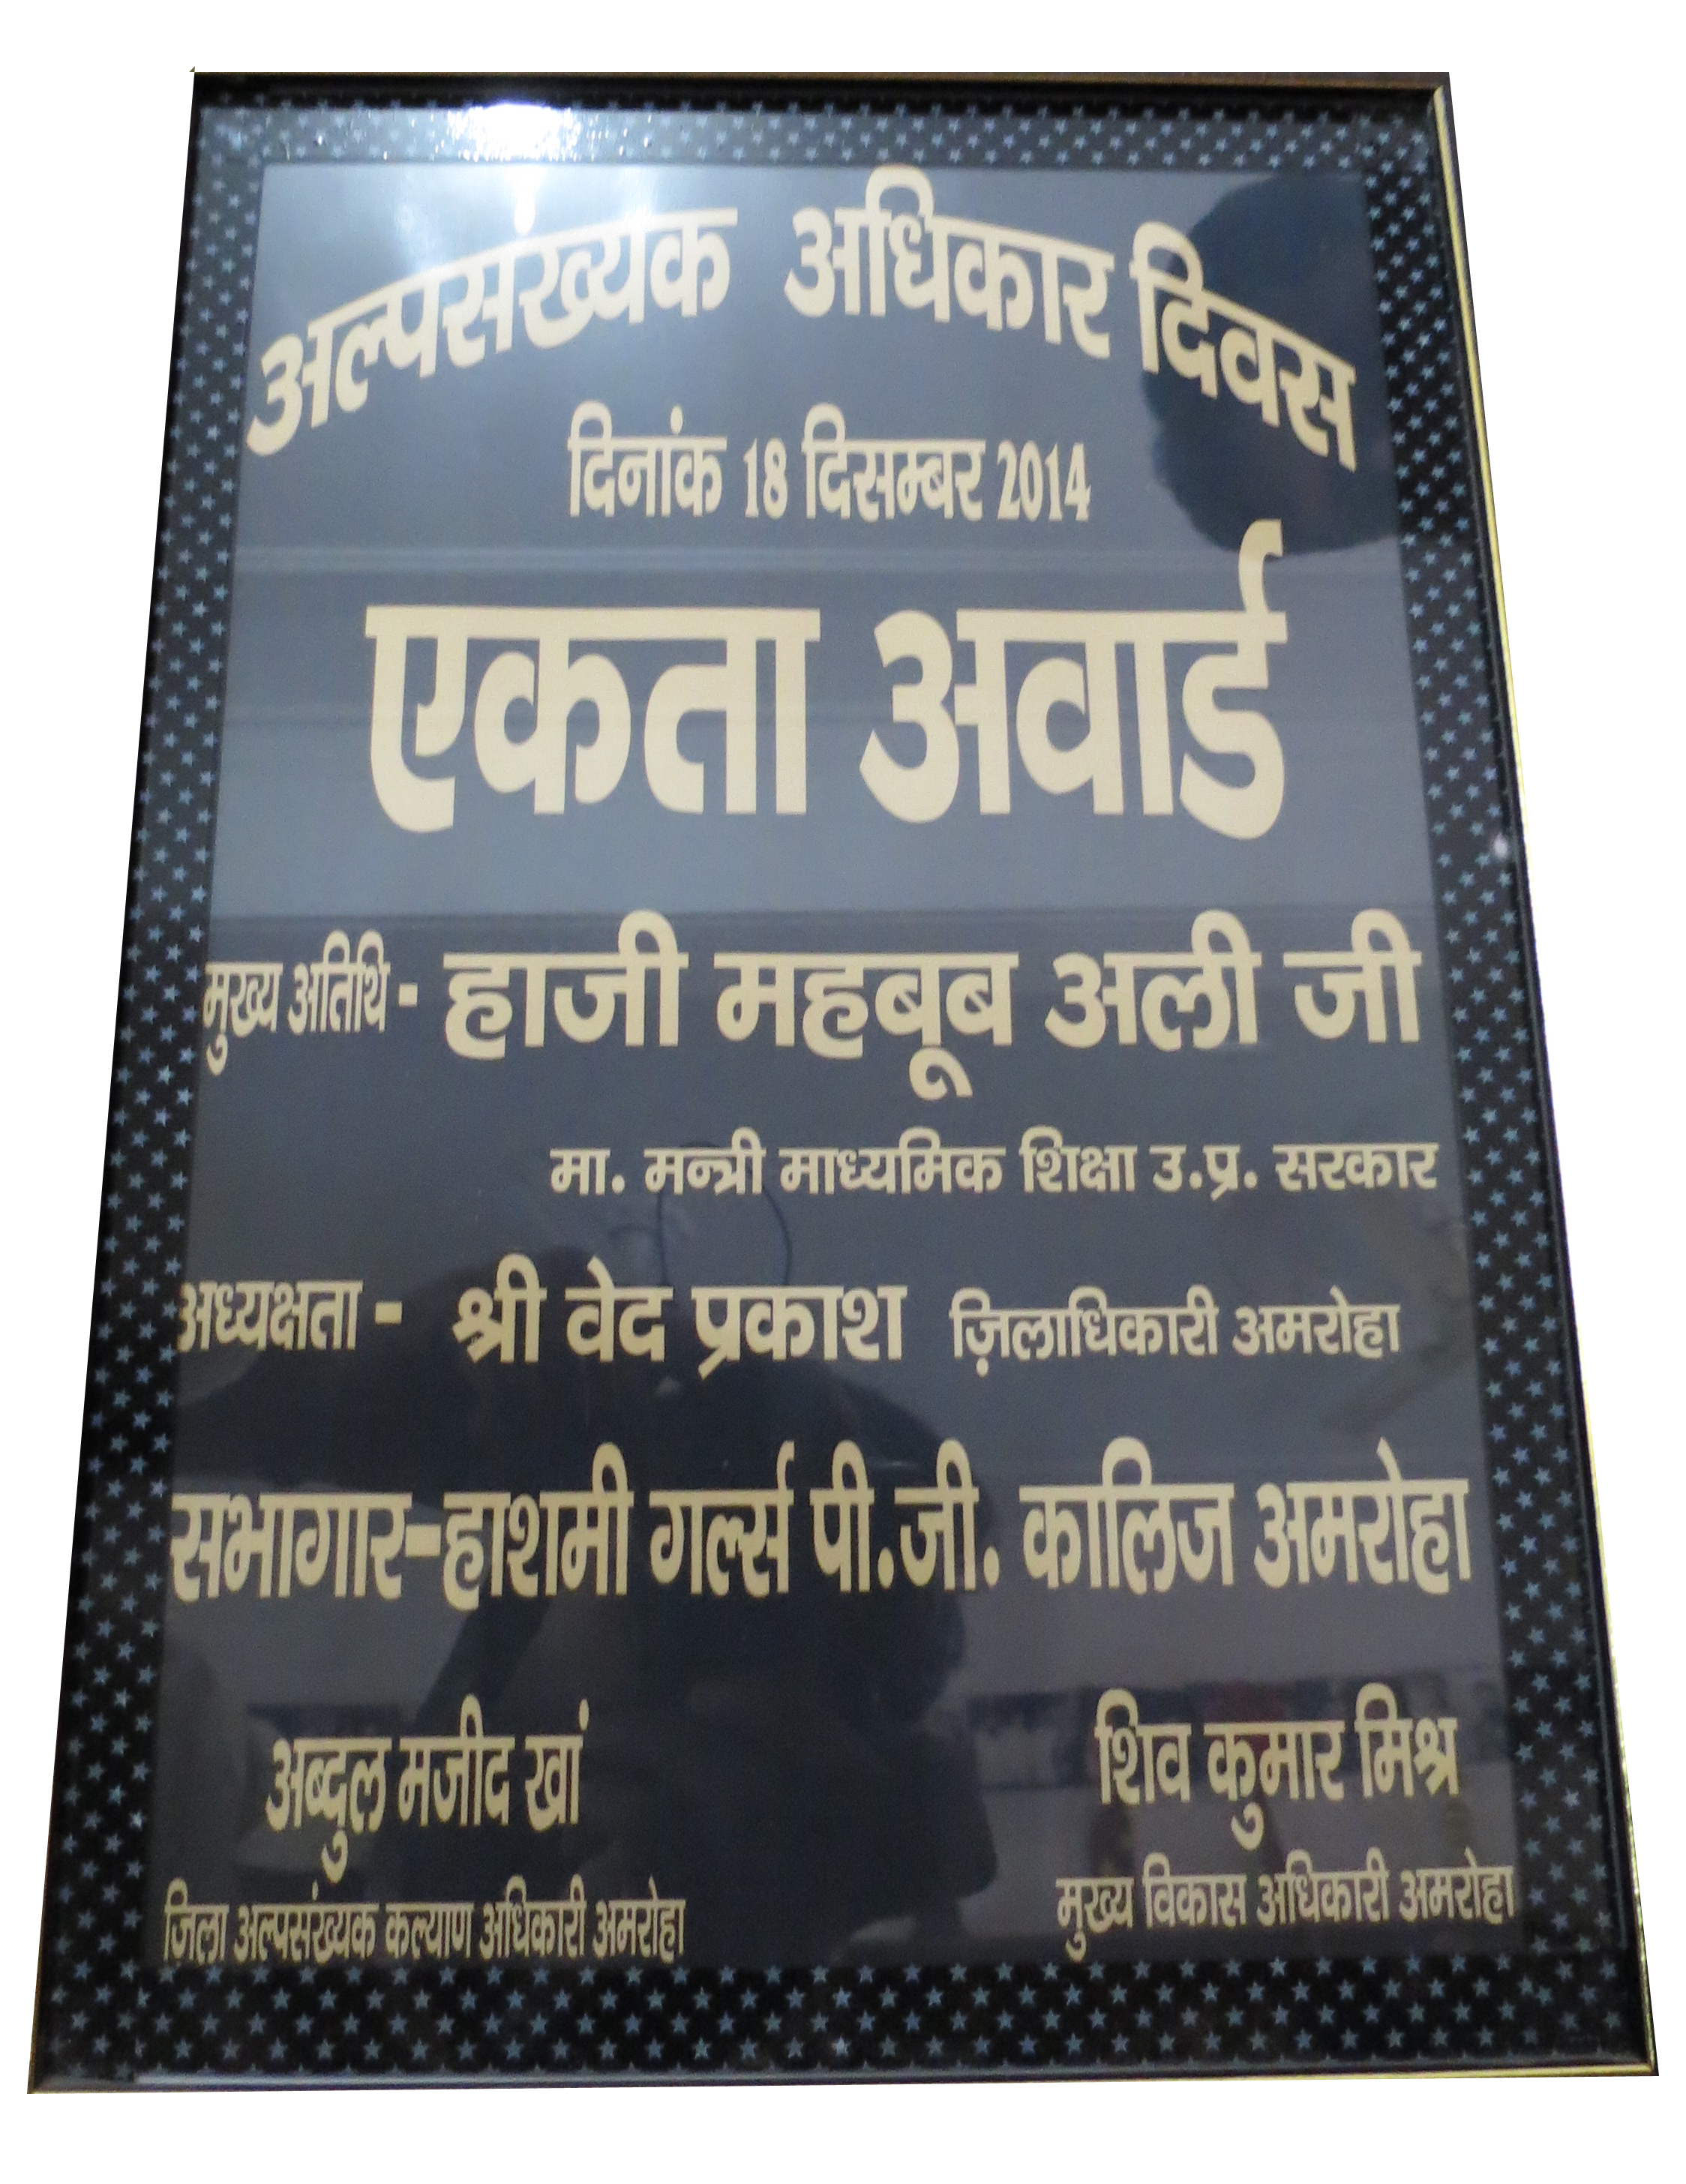 अल्पसंख्यक अधिकार दिवस
दिनांक 18 दिसम्बर 2014
एकता अवार्ड
मुख्य अतिथि - हाजी महबूब अली जी
मा. मन्त्री माध्यमिक शिक्षा उ.प्र. सरकार
अध्यक्षता - श्री वेद प्रकाश ज़िलाधिकारी अमरोहा
सभागार-हाशमी गर्ल्स पी.जी. कालिज अमरोहा
अब्दुल मजीद खां शिव कुमार मिश्र
ज़िला अल्पसंख्यक कल्याण अधिकारी अमरोहा मुख्य विकास अधिकारी अमरोहा